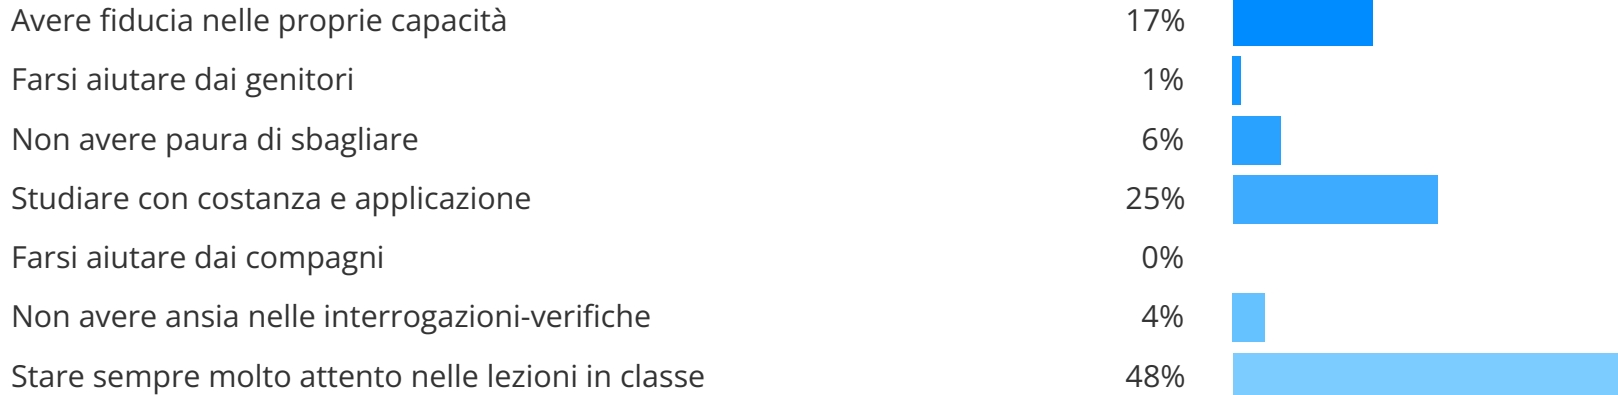 Avere fiducia nelle proprie capacità 17%
Farsi aiutare dai genitori 1%
Non avere paura di sbagliare 6%
Studiare con costanza e applicazione 25%
Farsi aiutare dai compagni 0%
Non avere ansia nelle interrogazioni-verifiche 4%
Stare sempre molto attento nelle lezioni in classe 48%